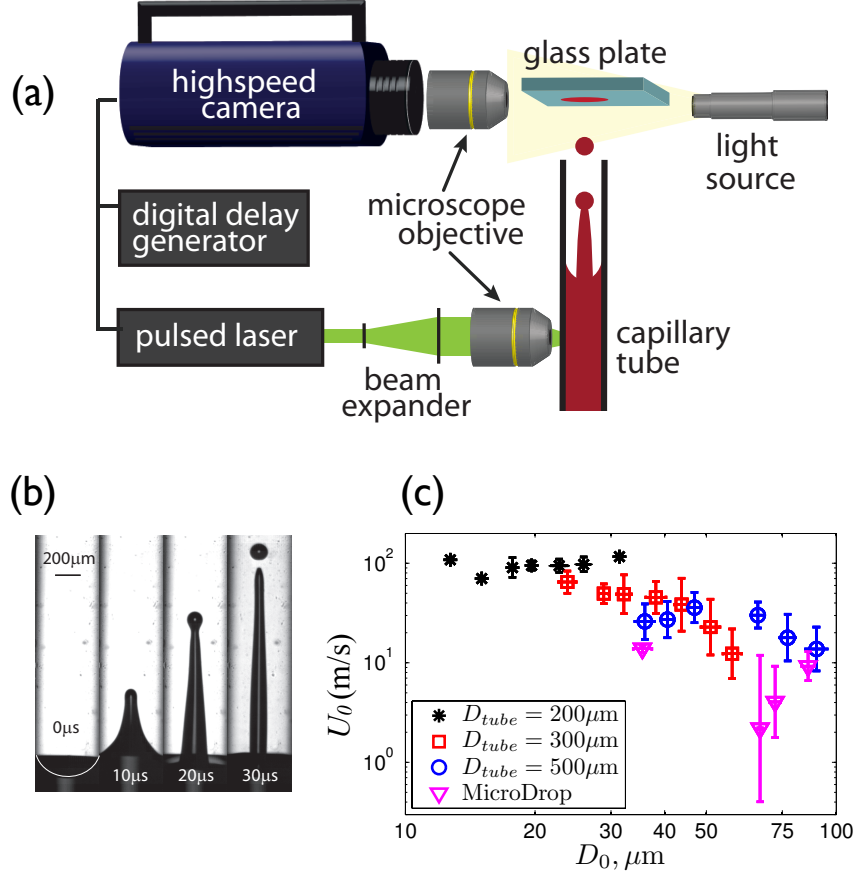 (a)
highspeed
camera
glass plate
light
source
digital delay
generator
microscope
objective
pulsed laser
beam
expander
capillary
tube
(b)
200μm
0μs
10μs
20μs
30μs
(c)
U₀(m/s)
10²
10¹
10⁰
D_tube = 200μm
D_tube = 300μm
D_tube = 500μm
MicroDrop
10 20 30 40 50 75 100
D₀, μm